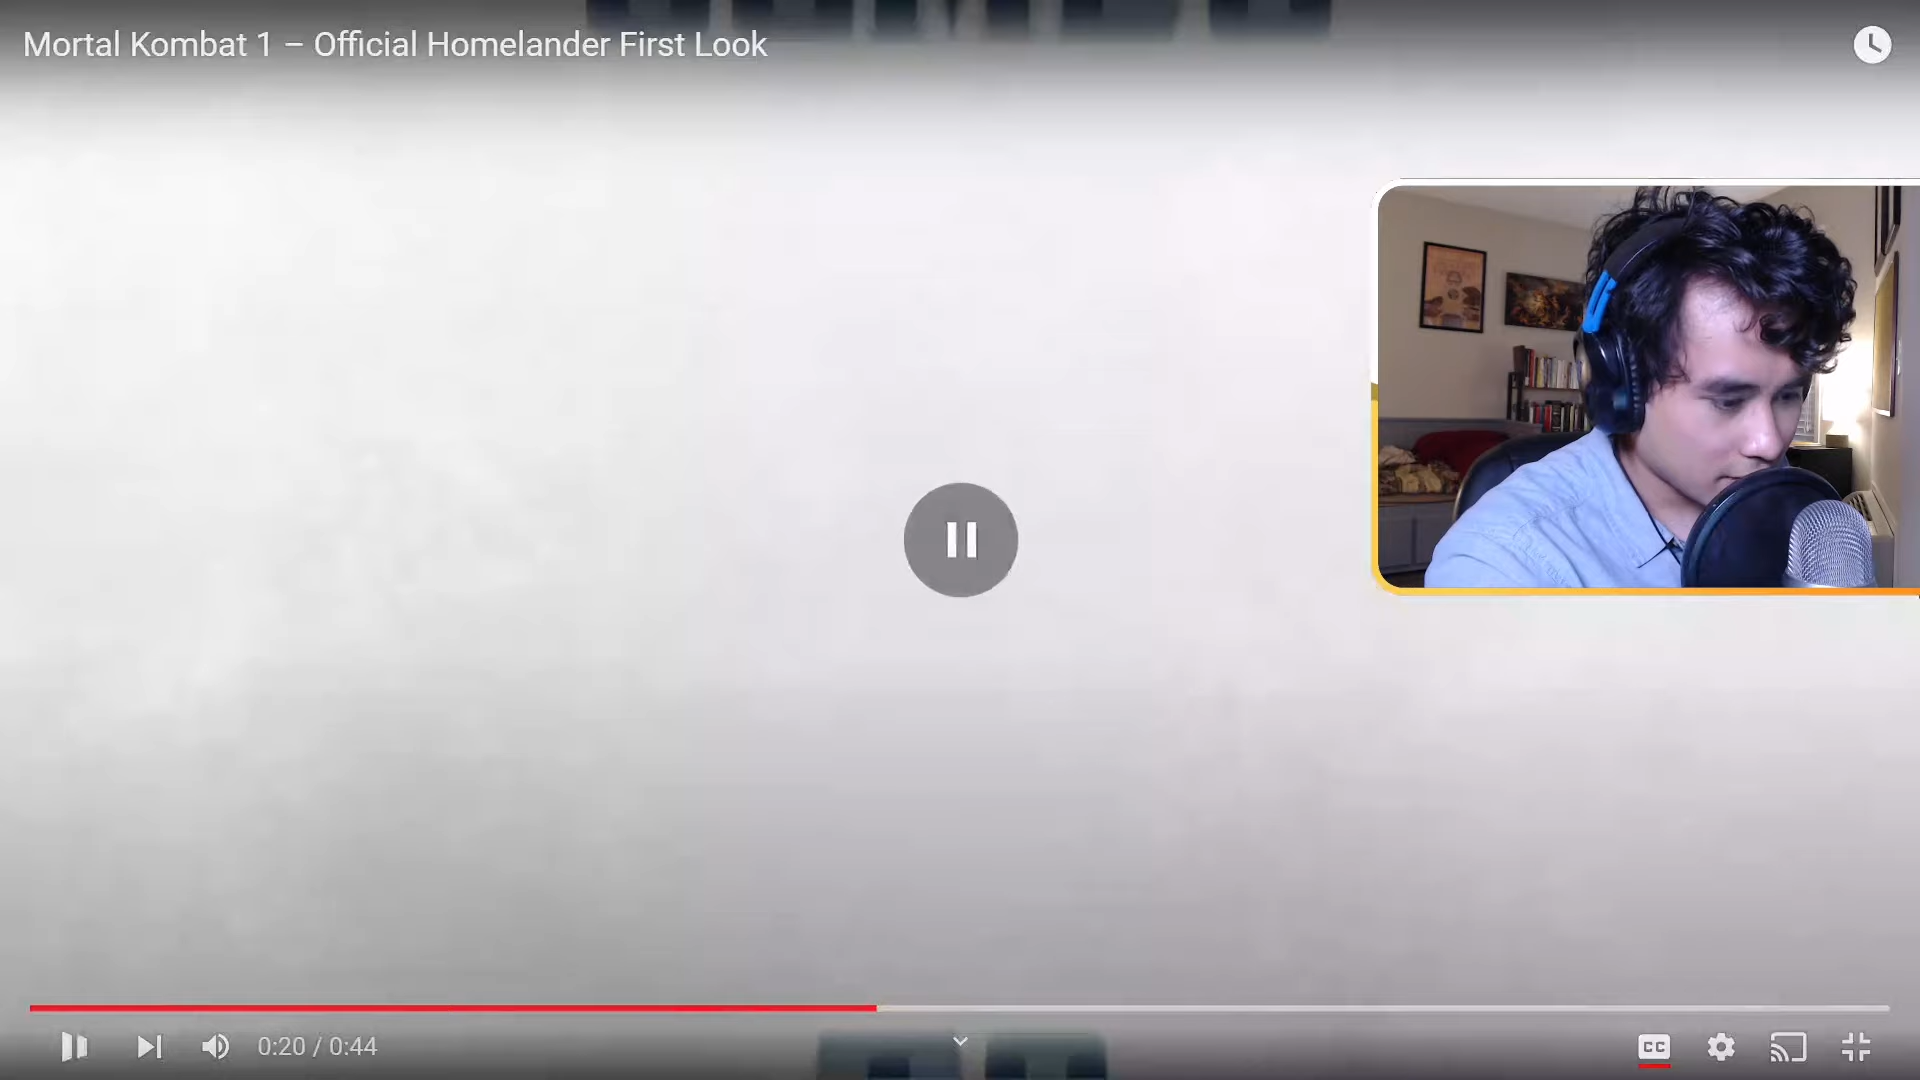 Mortal Kombat 1 – Official Homelander First Look
0:20 / 0:44
CC